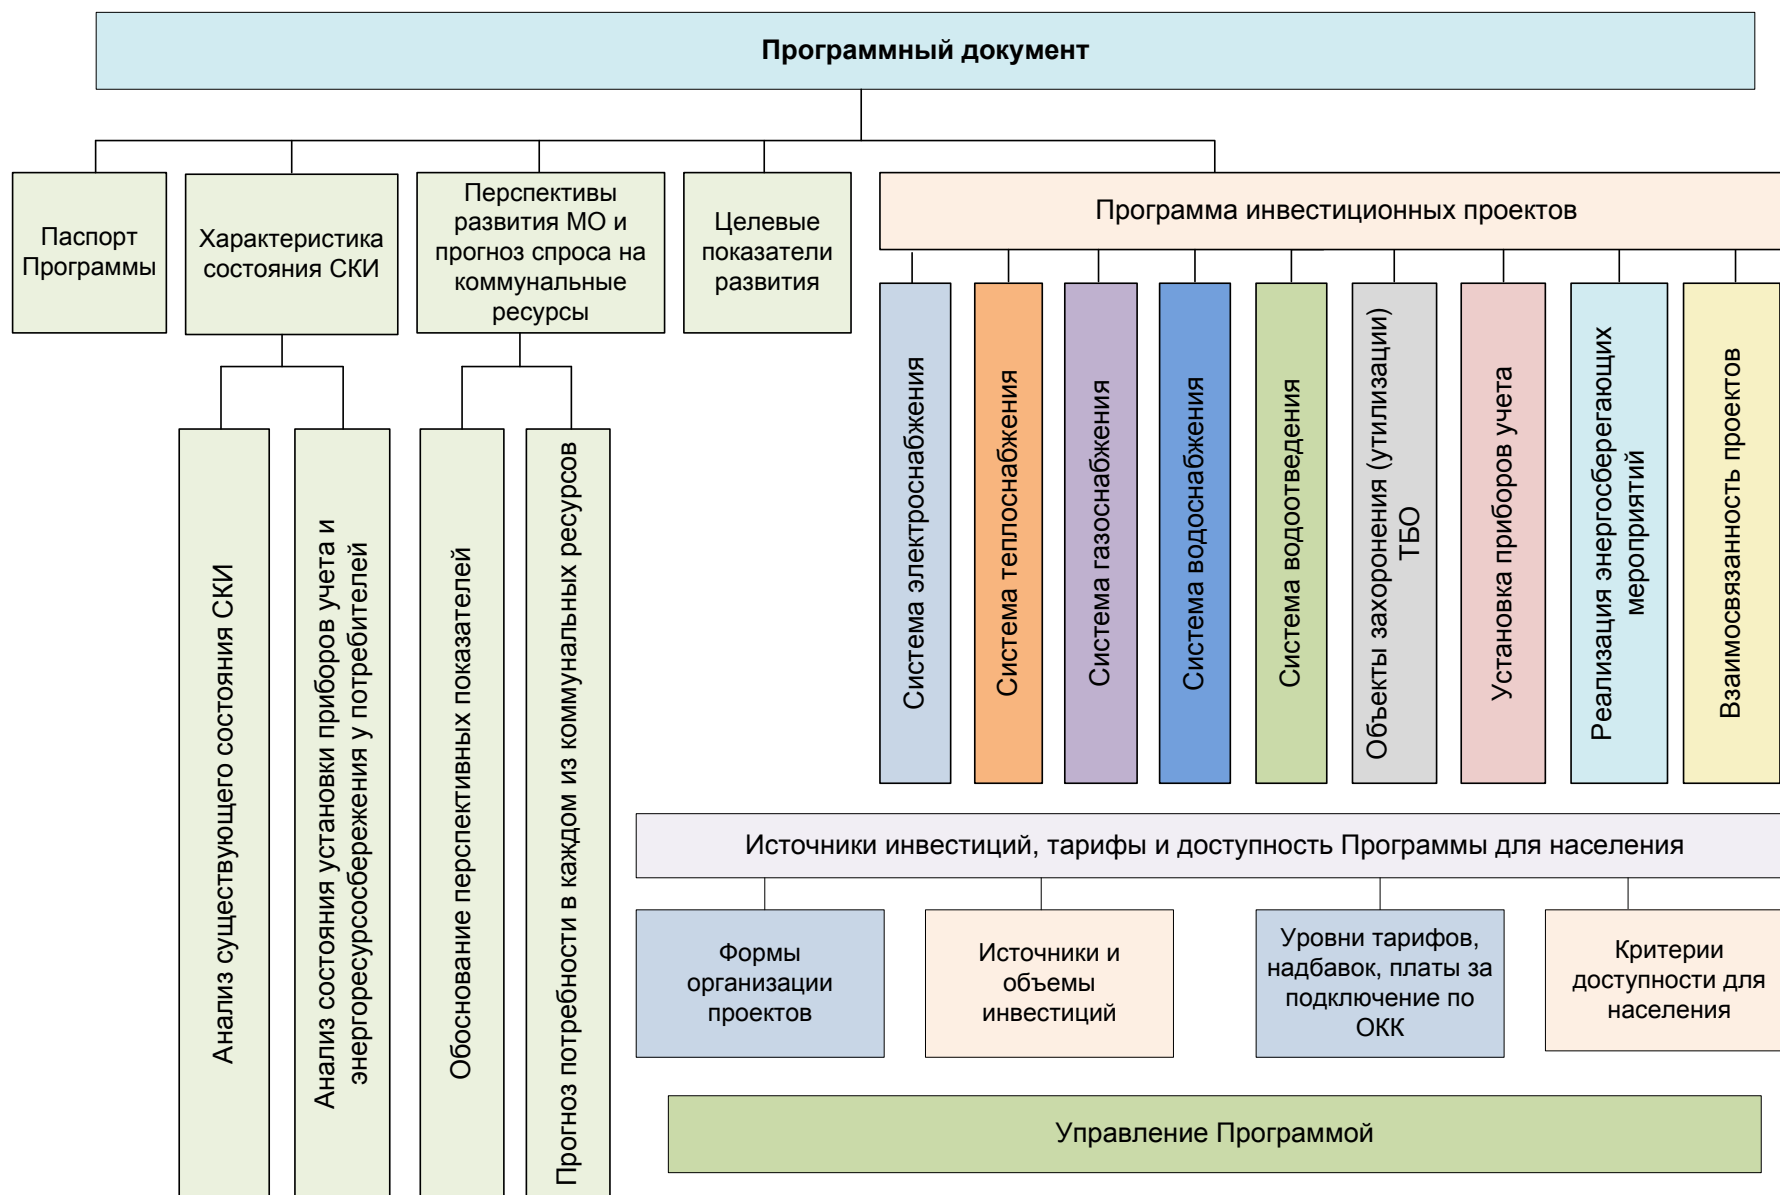 Программный документ
Паспорт
Программы
Характеристика
состояния СКИ
Перспективы
развития МО и
прогноз спроса на
коммунальные
ресурсы
Целевые
показатели
развития
Программа инвестиционных проектов
Анализ существующего состояния СКИ
Анализ состояния установки приборов учета и
энергоресурсосбережения у потребителей
Обоснование перспективных показателей
Прогноз потребности в каждом из коммунальных ресурсов
Система электроснабжения
Система теплоснабжения
Система газоснабжения
Система водоснабжения
Система водоотведения
Объекты захоронения (утилизации)
ТБО
Установка приборов учета
Реализация энергосберегающих
мероприятий
Взаимосвязанность проектов
Источники инвестиций, тарифы и доступность Программы для населения
Формы
организации
проектов
Источники и
объемы
инвестиций
Уровни тарифов,
надбавок, платы за
подключение по
ОКК
Критерии
доступности для
населения
Управление Программой